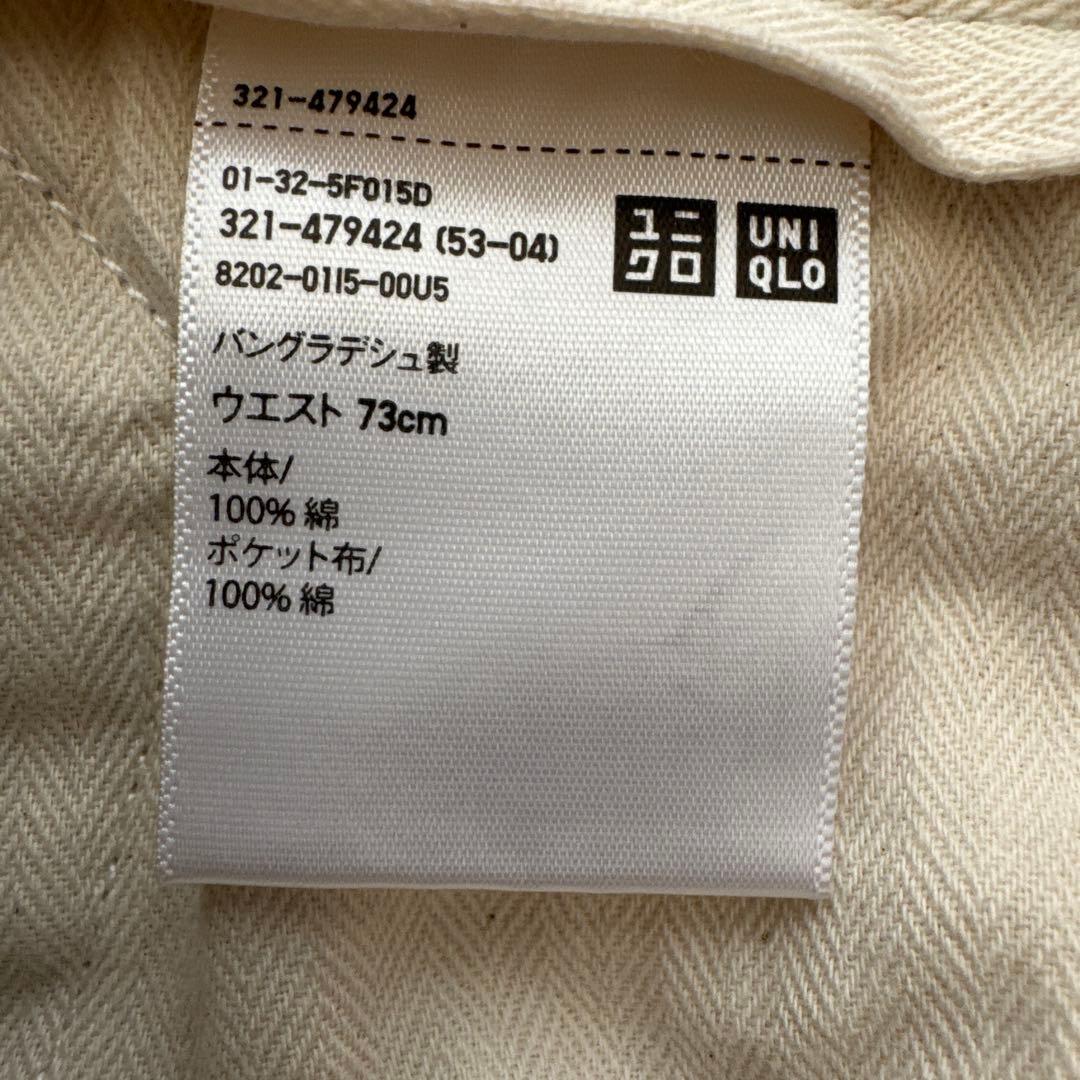 321-479424
01-32-5F015D
321-479424 (53-04)
8202-01I5-00U5
ユニ
クロ
UNI
QLO
バングラデシュ製
ウエスト 73cm
本体/
100% 綿
ポケット布/
100% 綿